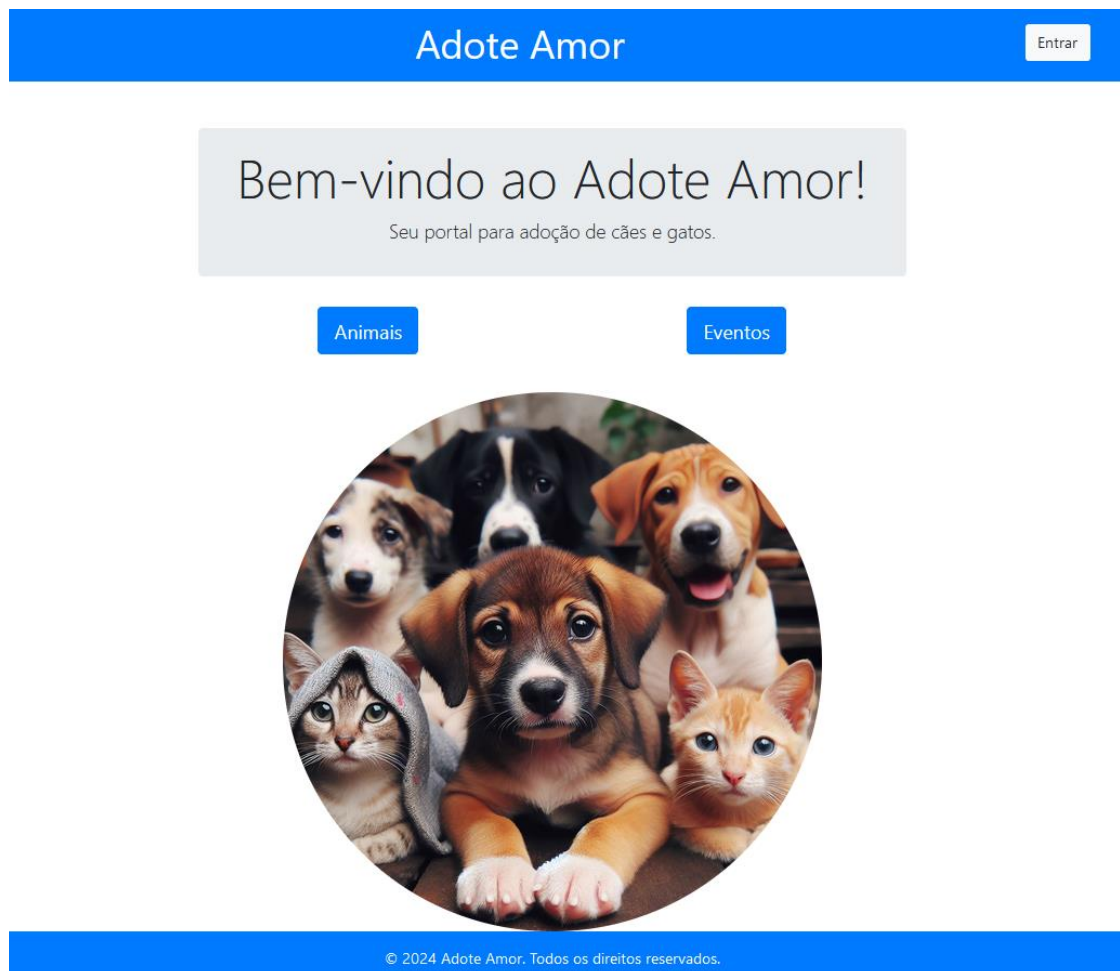 Adote Amor
Entrar
Bem-vindo ao Adote Amor!
Seu portal para adoção de cães e gatos.
Animais
Eventos
© 2024 Adote Amor. Todos os direitos reservados.